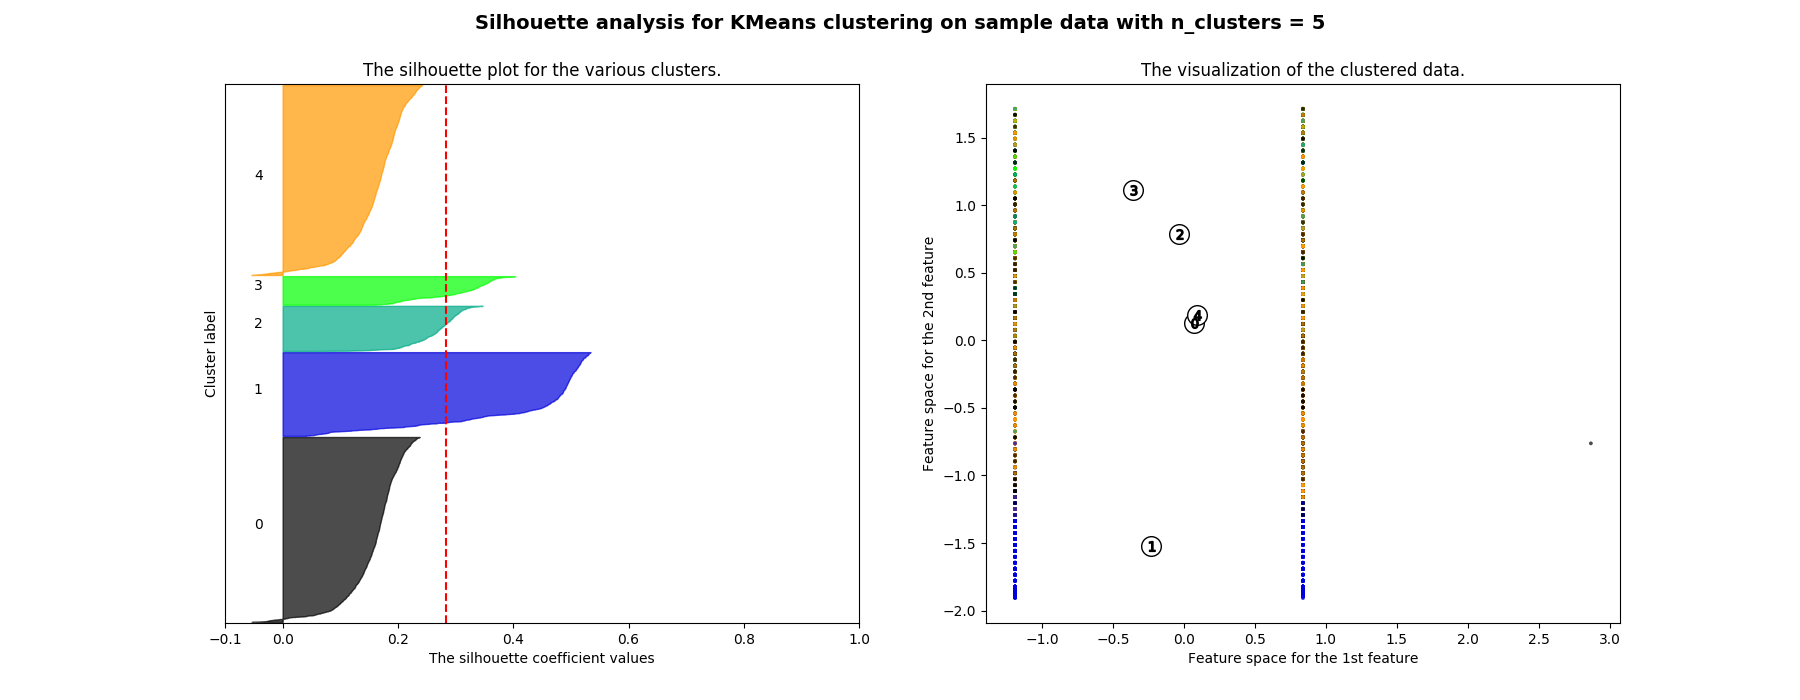 Silhouette analysis for KMeans clustering on sample data with n_clusters = 5
The silhouette plot for the various clusters.
Cluster label
4
3
2
1
0
−0.1 0.0 0.2 0.4 0.6 0.8 1.0
The silhouette coefficient values
The visualization of the clustered data.
Feature space for the 2nd feature
1.5
1.0
0.5
0.0
−0.5
−1.0
−1.5
−2.0
3
2
4
0
1
−1.0 −0.5 0.0 0.5 1.0 1.5 2.0 2.5 3.0
Feature space for the 1st feature